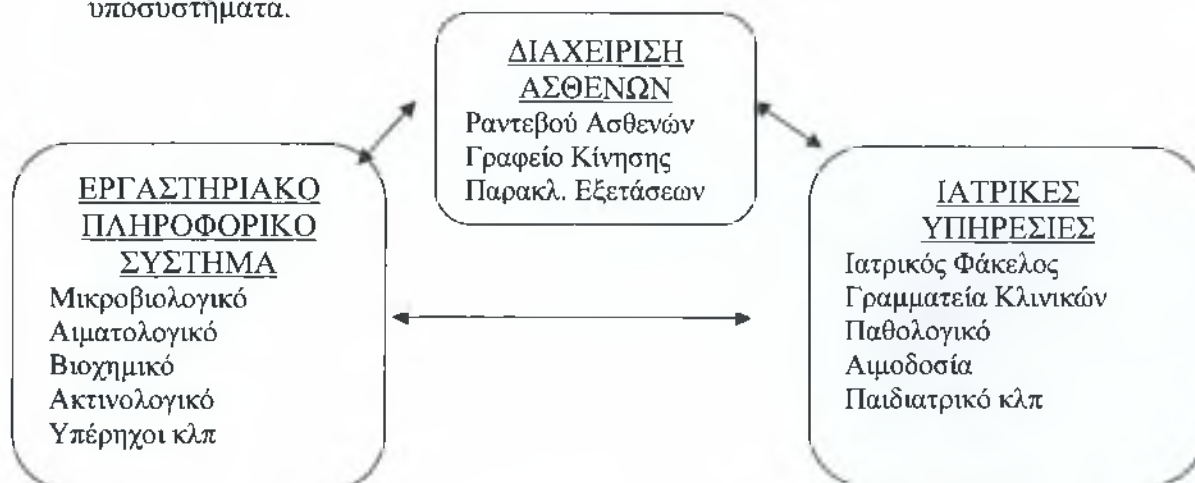 υποσυστήματα.
ΔΙΑΧΕΙΡΙΣΗ
ΑΣΘΕΝΩΝ
Ραντεβού Ασθενών
Γραφείο Κίνησης
Παρακλ. Εξετάσεων
ΕΡΓΑΣΤΗΡΙΑΚΟ
ΠΛΗΡΟΦΟΡΙΚΟ
ΣΥΣΤΗΜΑ
Μικροβιολογικό
Αιματολογικό
Βιοχημικό
Ακτινολογικό
Υπέρηχοι κλπ
ΙΑΤΡΙΚΕΣ
ΥΠΗΡΕΣΙΕΣ
Ιατρικός Φάκελος
Γραμματεία Κλινικών
Παθολογικό
Αιμοδοσία
Παιδιατρικό κλπ